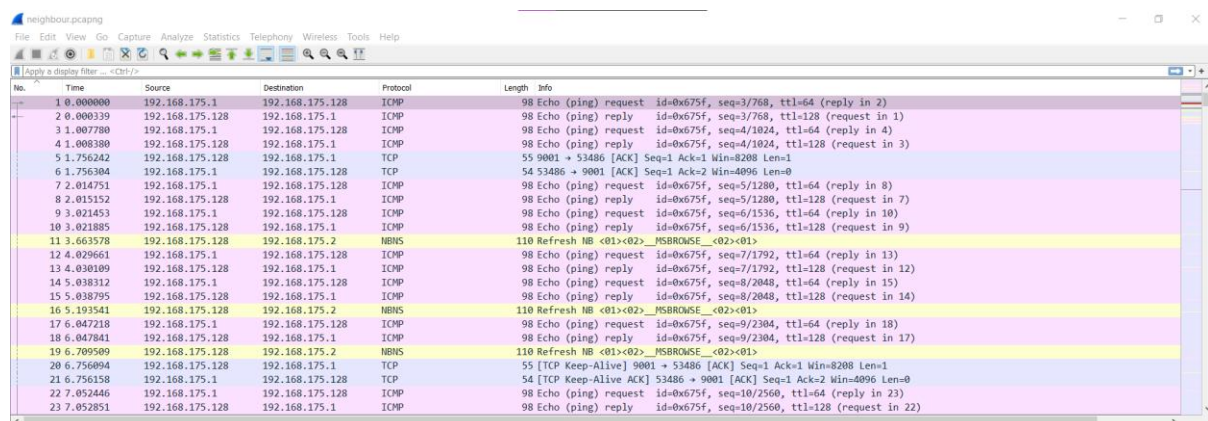 neighbour.pcapng
File Edit View Go Capture Analyze Statistics Telephony Wireless Tools Help
Apply a display filter ... <Ctrl-/>
No. Time Source Destination Protocol Length Info
1 0.000000 192.168.175.1 192.168.175.128 ICMP 98 Echo (ping) request id=0x675f, seq=3/768, ttl=64 (reply in 2)
2 0.000339 192.168.175.128 192.168.175.1 ICMP 98 Echo (ping) reply id=0x675f, seq=3/768, ttl=128 (request in 1)
3 1.007780 192.168.175.1 192.168.175.128 ICMP 98 Echo (ping) request id=0x675f, seq=4/1024, ttl=64 (reply in 4)
4 1.008380 192.168.175.128 192.168.175.1 ICMP 98 Echo (ping) reply id=0x675f, seq=4/1024, ttl=128 (request in 3)
5 1.756242 192.168.175.128 192.168.175.1 TCP 55 9001 → 53486 [ACK] Seq=1 Ack=1 Win=8208 Len=1
6 1.756304 192.168.175.1 192.168.175.128 TCP 54 53486 → 9001 [ACK] Seq=1 Ack=2 Win=4096 Len=0
7 2.014751 192.168.175.1 192.168.175.128 ICMP 98 Echo (ping) request id=0x675f, seq=5/1280, ttl=64 (reply in 8)
8 2.015152 192.168.175.128 192.168.175.1 ICMP 98 Echo (ping) reply id=0x675f, seq=5/1280, ttl=128 (request in 7)
9 3.021453 192.168.175.1 192.168.175.128 ICMP 98 Echo (ping) request id=0x675f, seq=6/1536, ttl=64 (reply in 10)
10 3.021885 192.168.175.128 192.168.175.1 ICMP 98 Echo (ping) reply id=0x675f, seq=6/1536, ttl=128 (request in 9)
11 3.663578 192.168.175.128 192.168.175.2 NBNS 110 Refresh NB <01><02>__MSBROWSE__<02><01>
12 4.029661 192.168.175.1 192.168.175.128 ICMP 98 Echo (ping) request id=0x675f, seq=7/1792, ttl=64 (reply in 13)
13 4.030109 192.168.175.128 192.168.175.1 ICMP 98 Echo (ping) reply id=0x675f, seq=7/1792, ttl=128 (request in 12)
14 5.038312 192.168.175.1 192.168.175.128 ICMP 98 Echo (ping) request id=0x675f, seq=8/2048, ttl=64 (reply in 15)
15 5.038795 192.168.175.128 192.168.175.1 ICMP 98 Echo (ping) reply id=0x675f, seq=8/2048, ttl=128 (request in 14)
16 5.193541 192.168.175.128 192.168.175.2 NBNS 110 Refresh NB <01><02>__MSBROWSE__<02><01>
17 6.047218 192.168.175.1 192.168.175.128 ICMP 98 Echo (ping) request id=0x675f, seq=9/2304, ttl=64 (reply in 18)
18 6.047841 192.168.175.128 192.168.175.1 ICMP 98 Echo (ping) reply id=0x675f, seq=9/2304, ttl=128 (request in 17)
19 6.709509 192.168.175.128 192.168.175.2 NBNS 110 Refresh NB <01><02>__MSBROWSE__<02><01>
20 6.756094 192.168.175.128 192.168.175.1 TCP 55 [TCP Keep-Alive] 9001 → 53486 [ACK] Seq=1 Ack=1 Win=8208 Len=1
21 6.756158 192.168.175.1 192.168.175.128 TCP 54 [TCP Keep-Alive ACK] 53486 → 9001 [ACK] Seq=1 Ack=2 Win=4096 Len=0
22 7.052446 192.168.175.1 192.168.175.128 ICMP 98 Echo (ping) request id=0x675f, seq=10/2560, ttl=64 (reply in 23)
23 7.052851 192.168.175.128 192.168.175.1 ICMP 98 Echo (ping) reply id=0x675f, seq=10/2560, ttl=128 (request in 22)